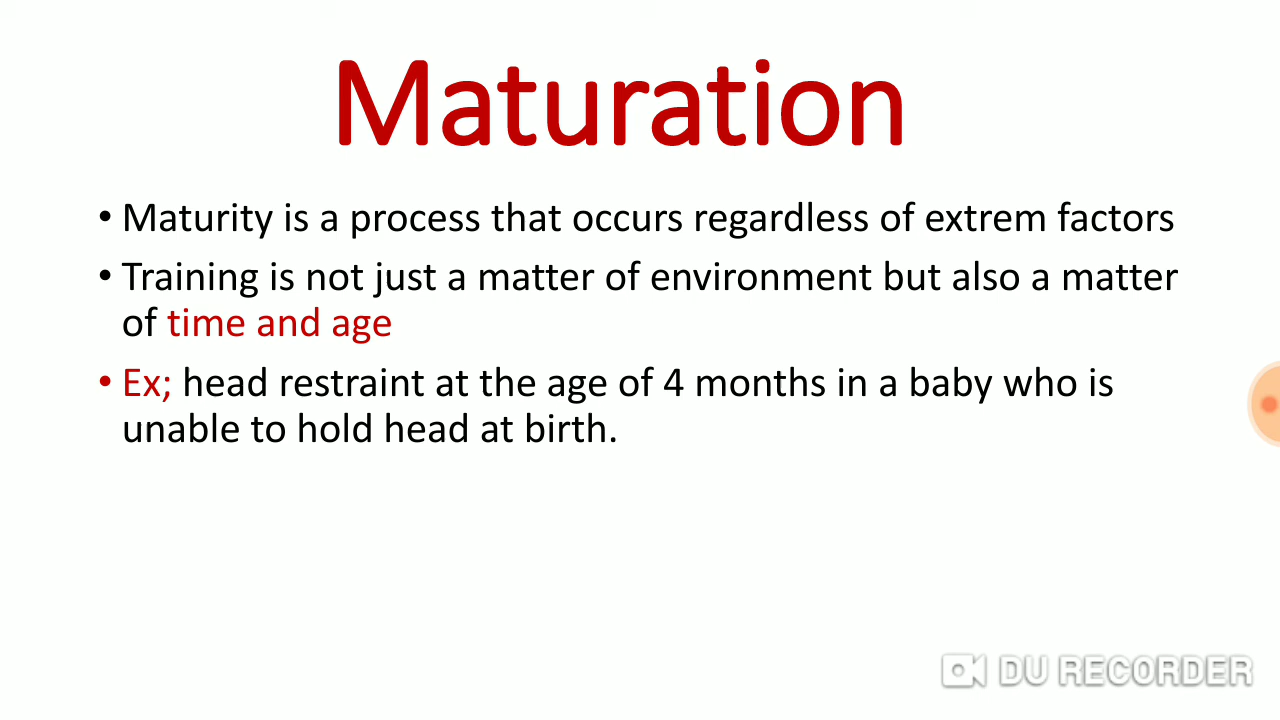 Maturation
• Maturity is a process that occurs regardless of extrem factors
• Training is not just a matter of environment but also a matter
of time and age
• Ex; head restraint at the age of 4 months in a baby who is
unable to hold head at birth.
DU RECORDER